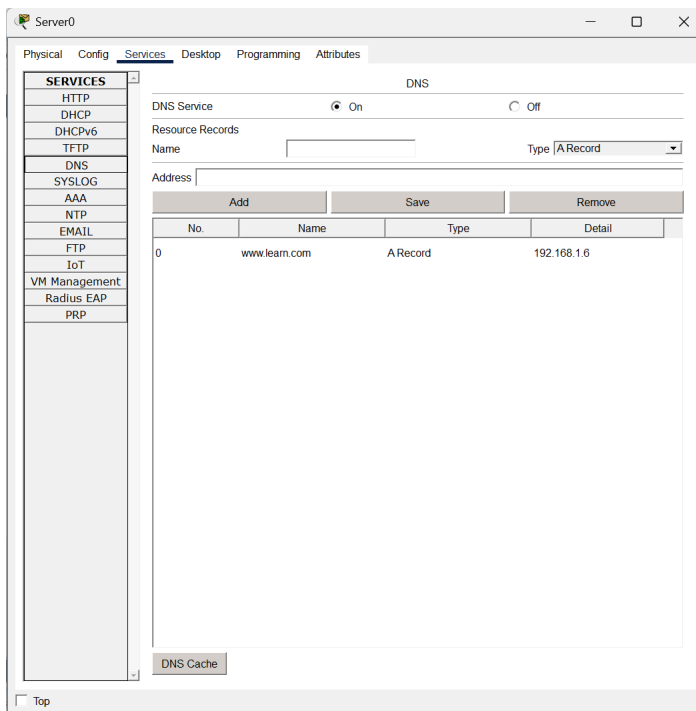 Server0
Physical Config Services Desktop Programming Attributes
SERVICES
HTTP
DHCP
DHCPv6
TFTP
DNS
SYSLOG
AAA
NTP
EMAIL
FTP
IoT
VM Management
Radius EAP
PRP
DNS
DNS Service On Off
Resource Records
Name Type A Record
Address
Add Save Remove
No. Name Type Detail
0 www.learn.com A Record 192.168.1.6
DNS Cache
Top